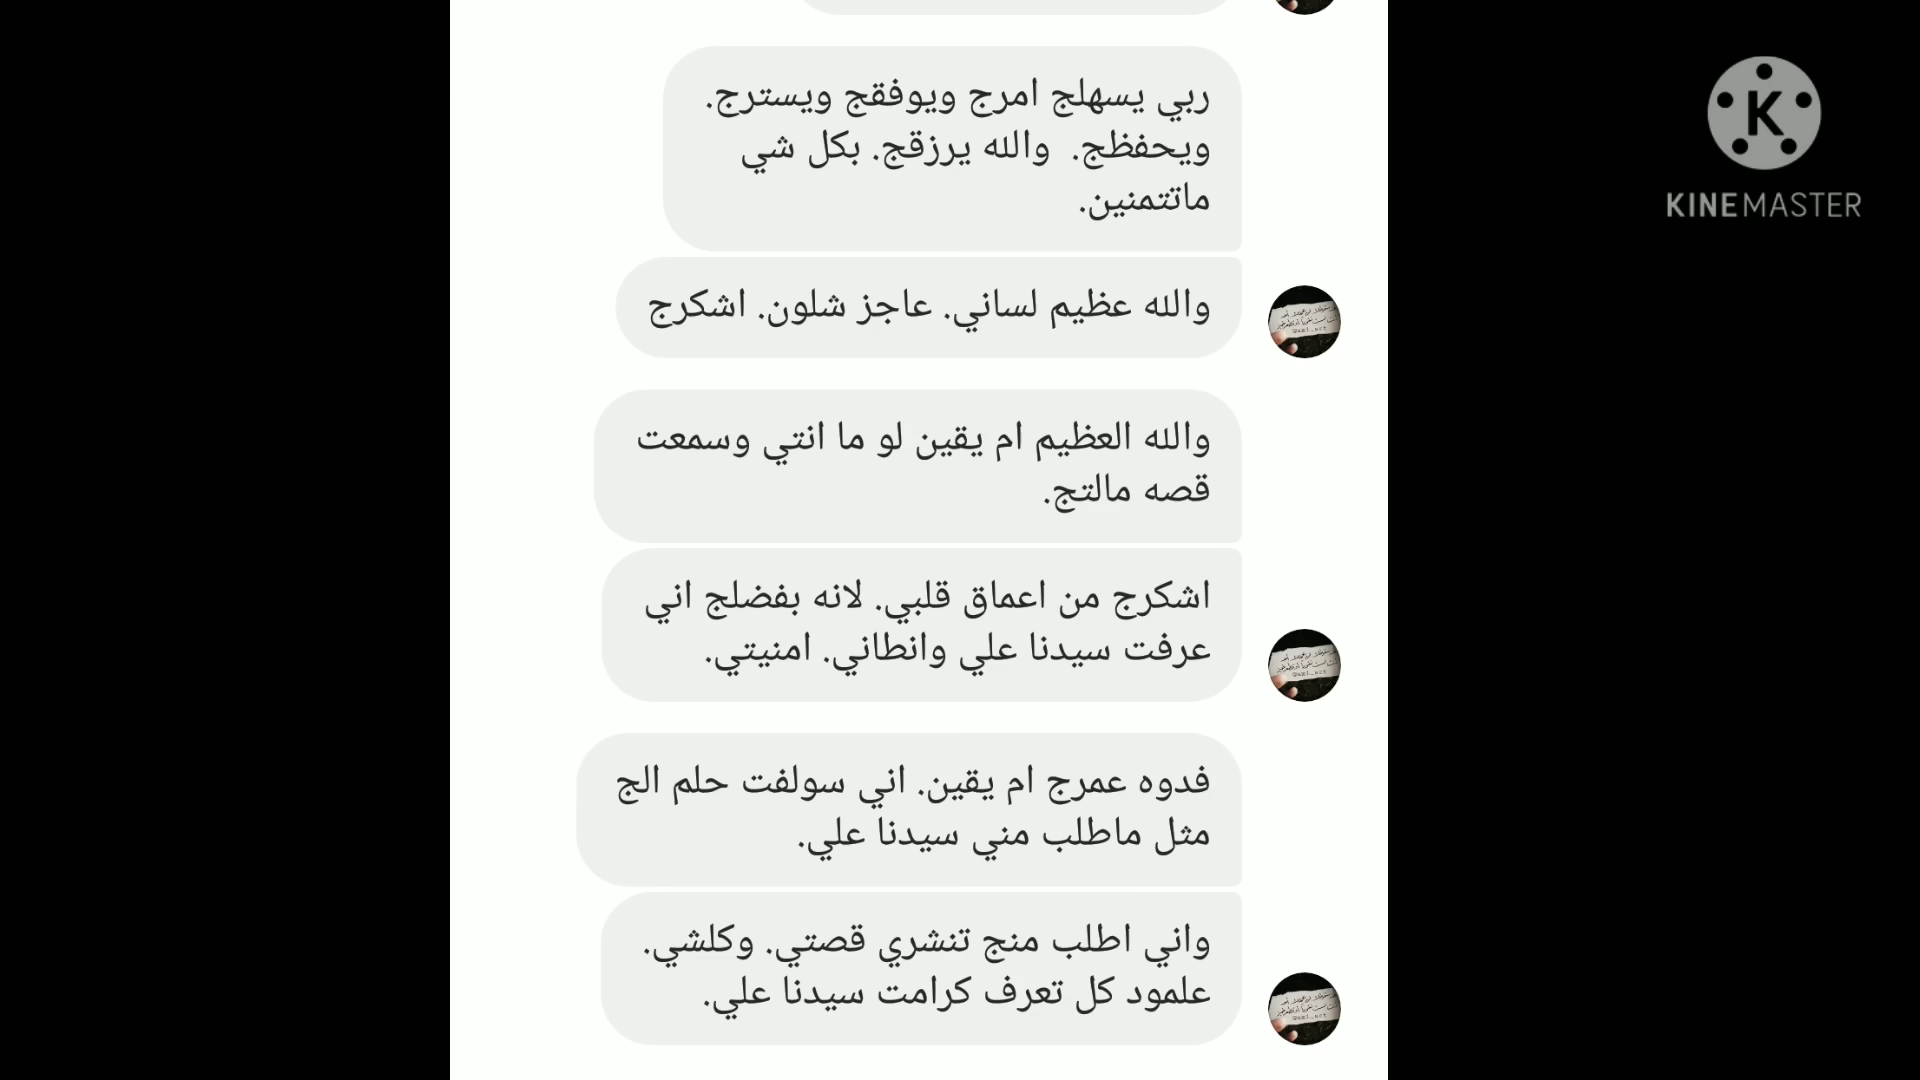 ربي يسهلج امرج ويوفقج ويسترج.
ويحفظج. والله يرزقج. بكل شي
ماتتمنين.
والله عظيم لساني. عاجز شلون. اشكرج
والله العظيم ام يقين لو ما انتي وسمعت
قصه مالتج.
اشكرج من اعماق قلبي. لانه بفضلج اني
عرفت سيدنا علي وانطاني. امنيتي.
فدوه عمرج ام يقين. اني سولفت حلم الج
مثل ماطلب مني سيدنا علي.
واني اطلب منج تنشري قصتي. وكلشي.
علمود كل تعرف كرامت سيدنا علي.
K
KINEMASTER